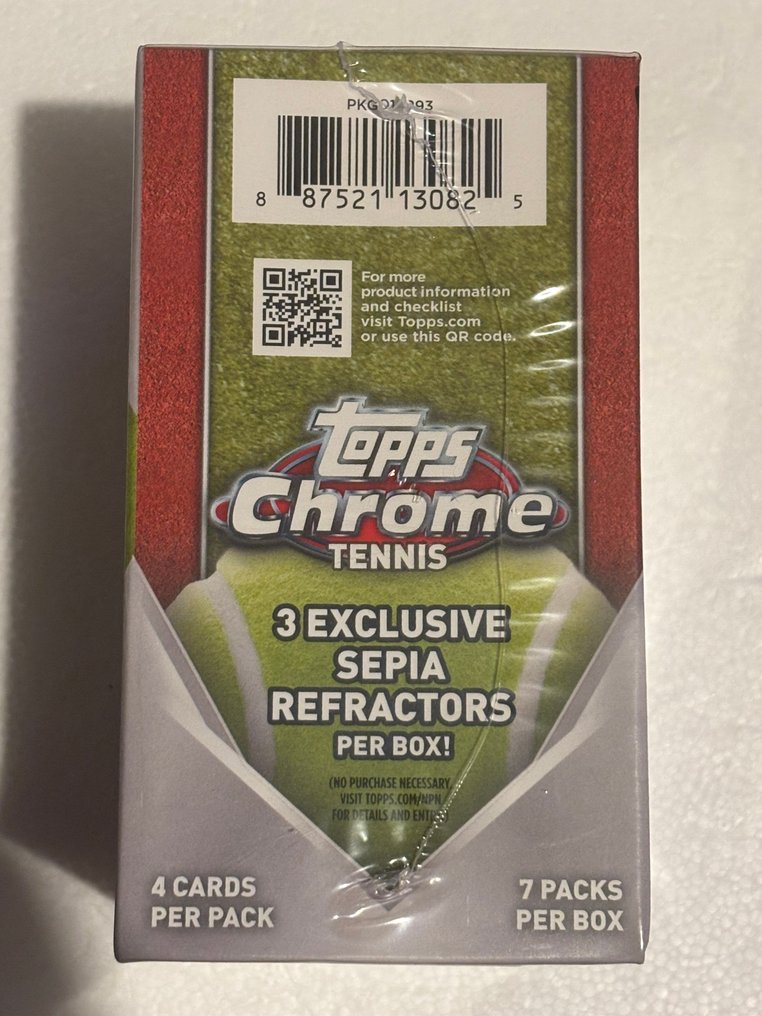 8 87521 13082 5
For more
product information
and checklist
visit Topps.com
or use this QR code.
Topps
Chrome
TENNIS
3 EXCLUSIVE
SEPIA
REFRACTORS
PER BOX!
(NO PURCHASE NECESSARY,
VISIT TOPPS.COM/NPN
FOR DETAILS AND
4 CARDS
PER PACK
7 PACKS
PER BOX